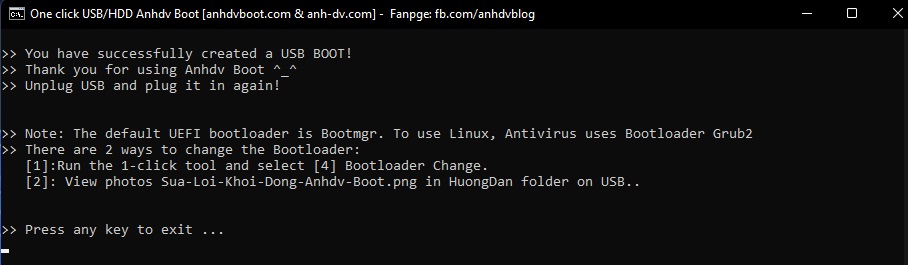 One click USB/HDD Anhdv Boot [anhdvboot.com & anh-dv.com] - Fanpge: fb.com/anhdvblog
>> You have successfully created a USB BOOT!
>> Thank you for using Anhdv Boot ^_^
>> Unplug USB and plug it in again!
>> Note: The default UEFI bootloader is Bootmgr. To use Linux, Antivirus uses Bootloader Grub2
>> There are 2 ways to change the Bootloader:
[1]:Run the 1-click tool and select [4] Bootloader Change.
[2]: View photos Sua-Loi-Khoi-Dong-Anhdv-Boot.png in HuongDan folder on USB..
>> Press any key to exit ...